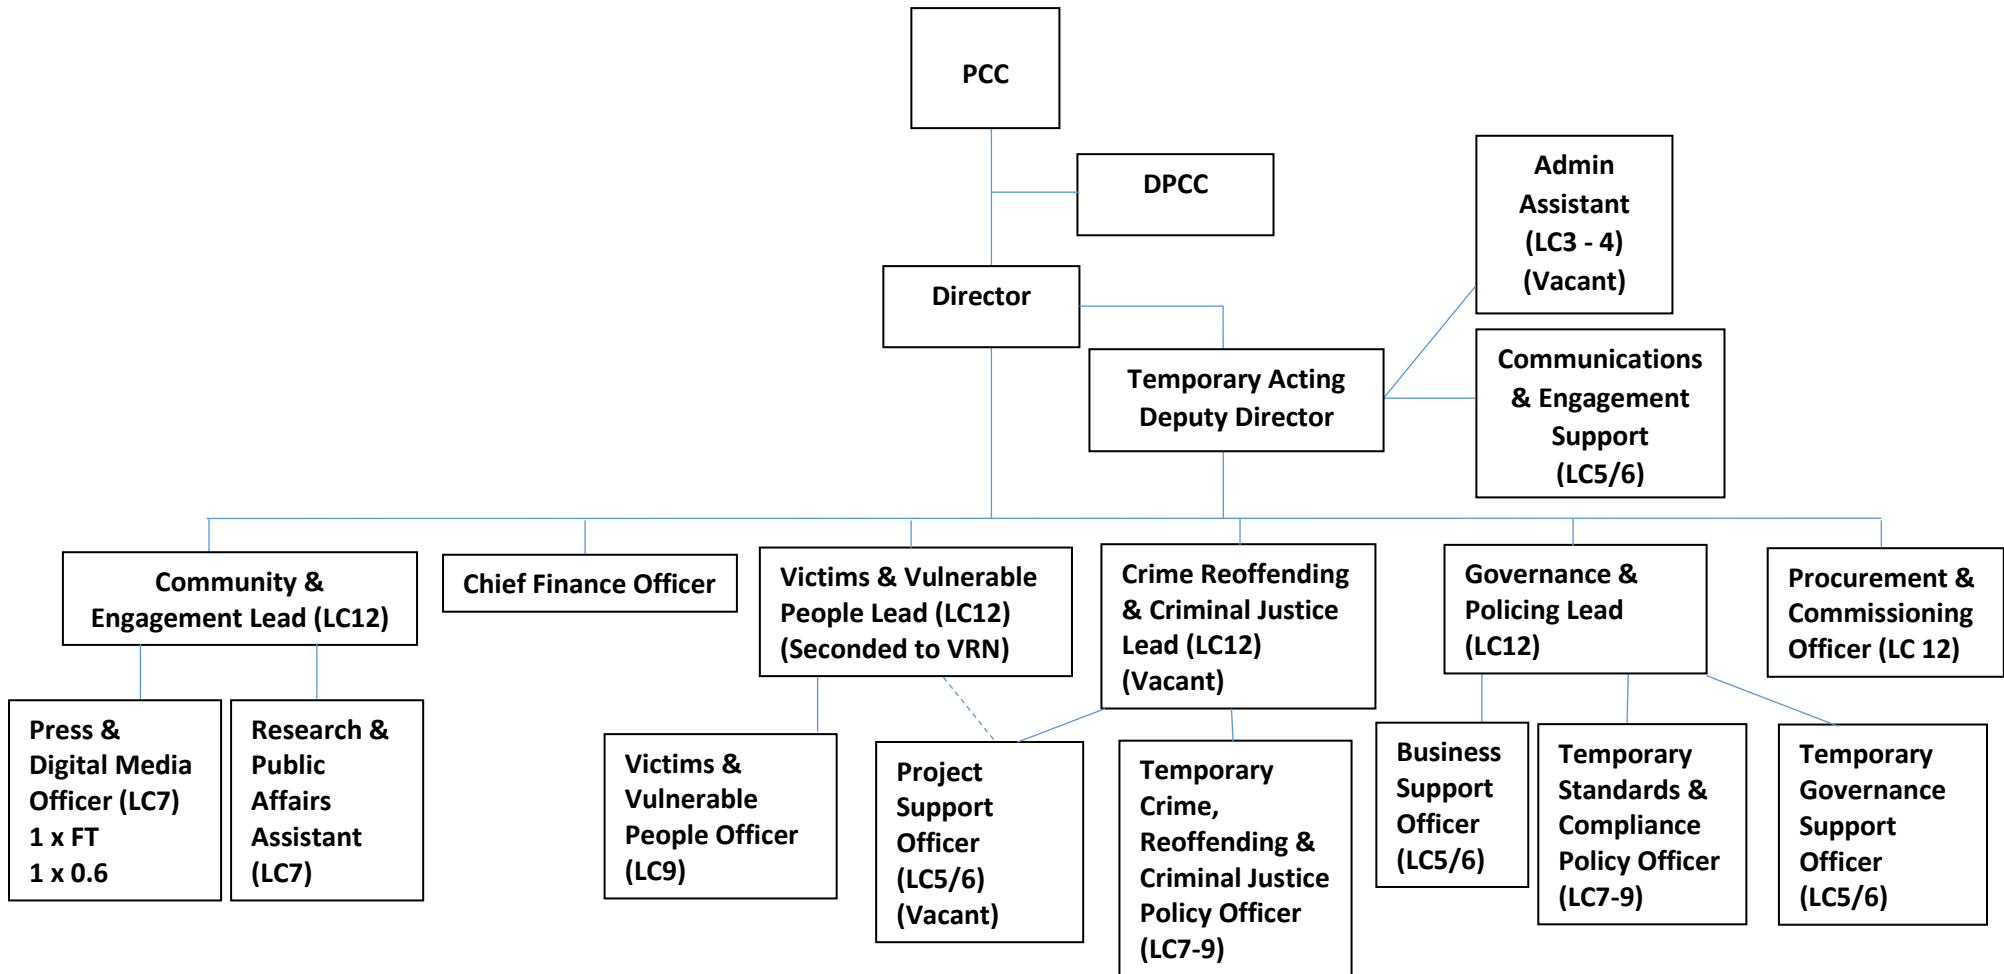 PCC
DPCC
Admin
Assistant
(LC3 - 4)
(Vacant)
Director
Communications
& Engagement
Support
(LC5/6)
Temporary Acting
Deputy Director
Community &
Engagement Lead (LC12)
Chief Finance Officer
Victims & Vulnerable
People Lead (LC12)
(Seconded to VRN)
Crime Reoffending
& Criminal Justice
Lead (LC12)
(Vacant)
Governance &
Policing Lead
(LC12)
Procurement &
Commissioning
Officer (LC 12)
Press &
Digital Media
Officer (LC7)
1 x FT
1 x 0.6
Research &
Public
Affairs
Assistant
(LC7)
Victims &
Vulnerable
People Officer
(LC9)
Project
Support
Officer
(LC5/6)
(Vacant)
Temporary
Crime,
Reoffending &
Criminal Justice
Policy Officer
(LC7-9)
Business
Support
Officer
(LC5/6)
Temporary
Standards &
Compliance
Policy Officer
(LC7-9)
Temporary
Governance
Support
Officer
(LC5/6)